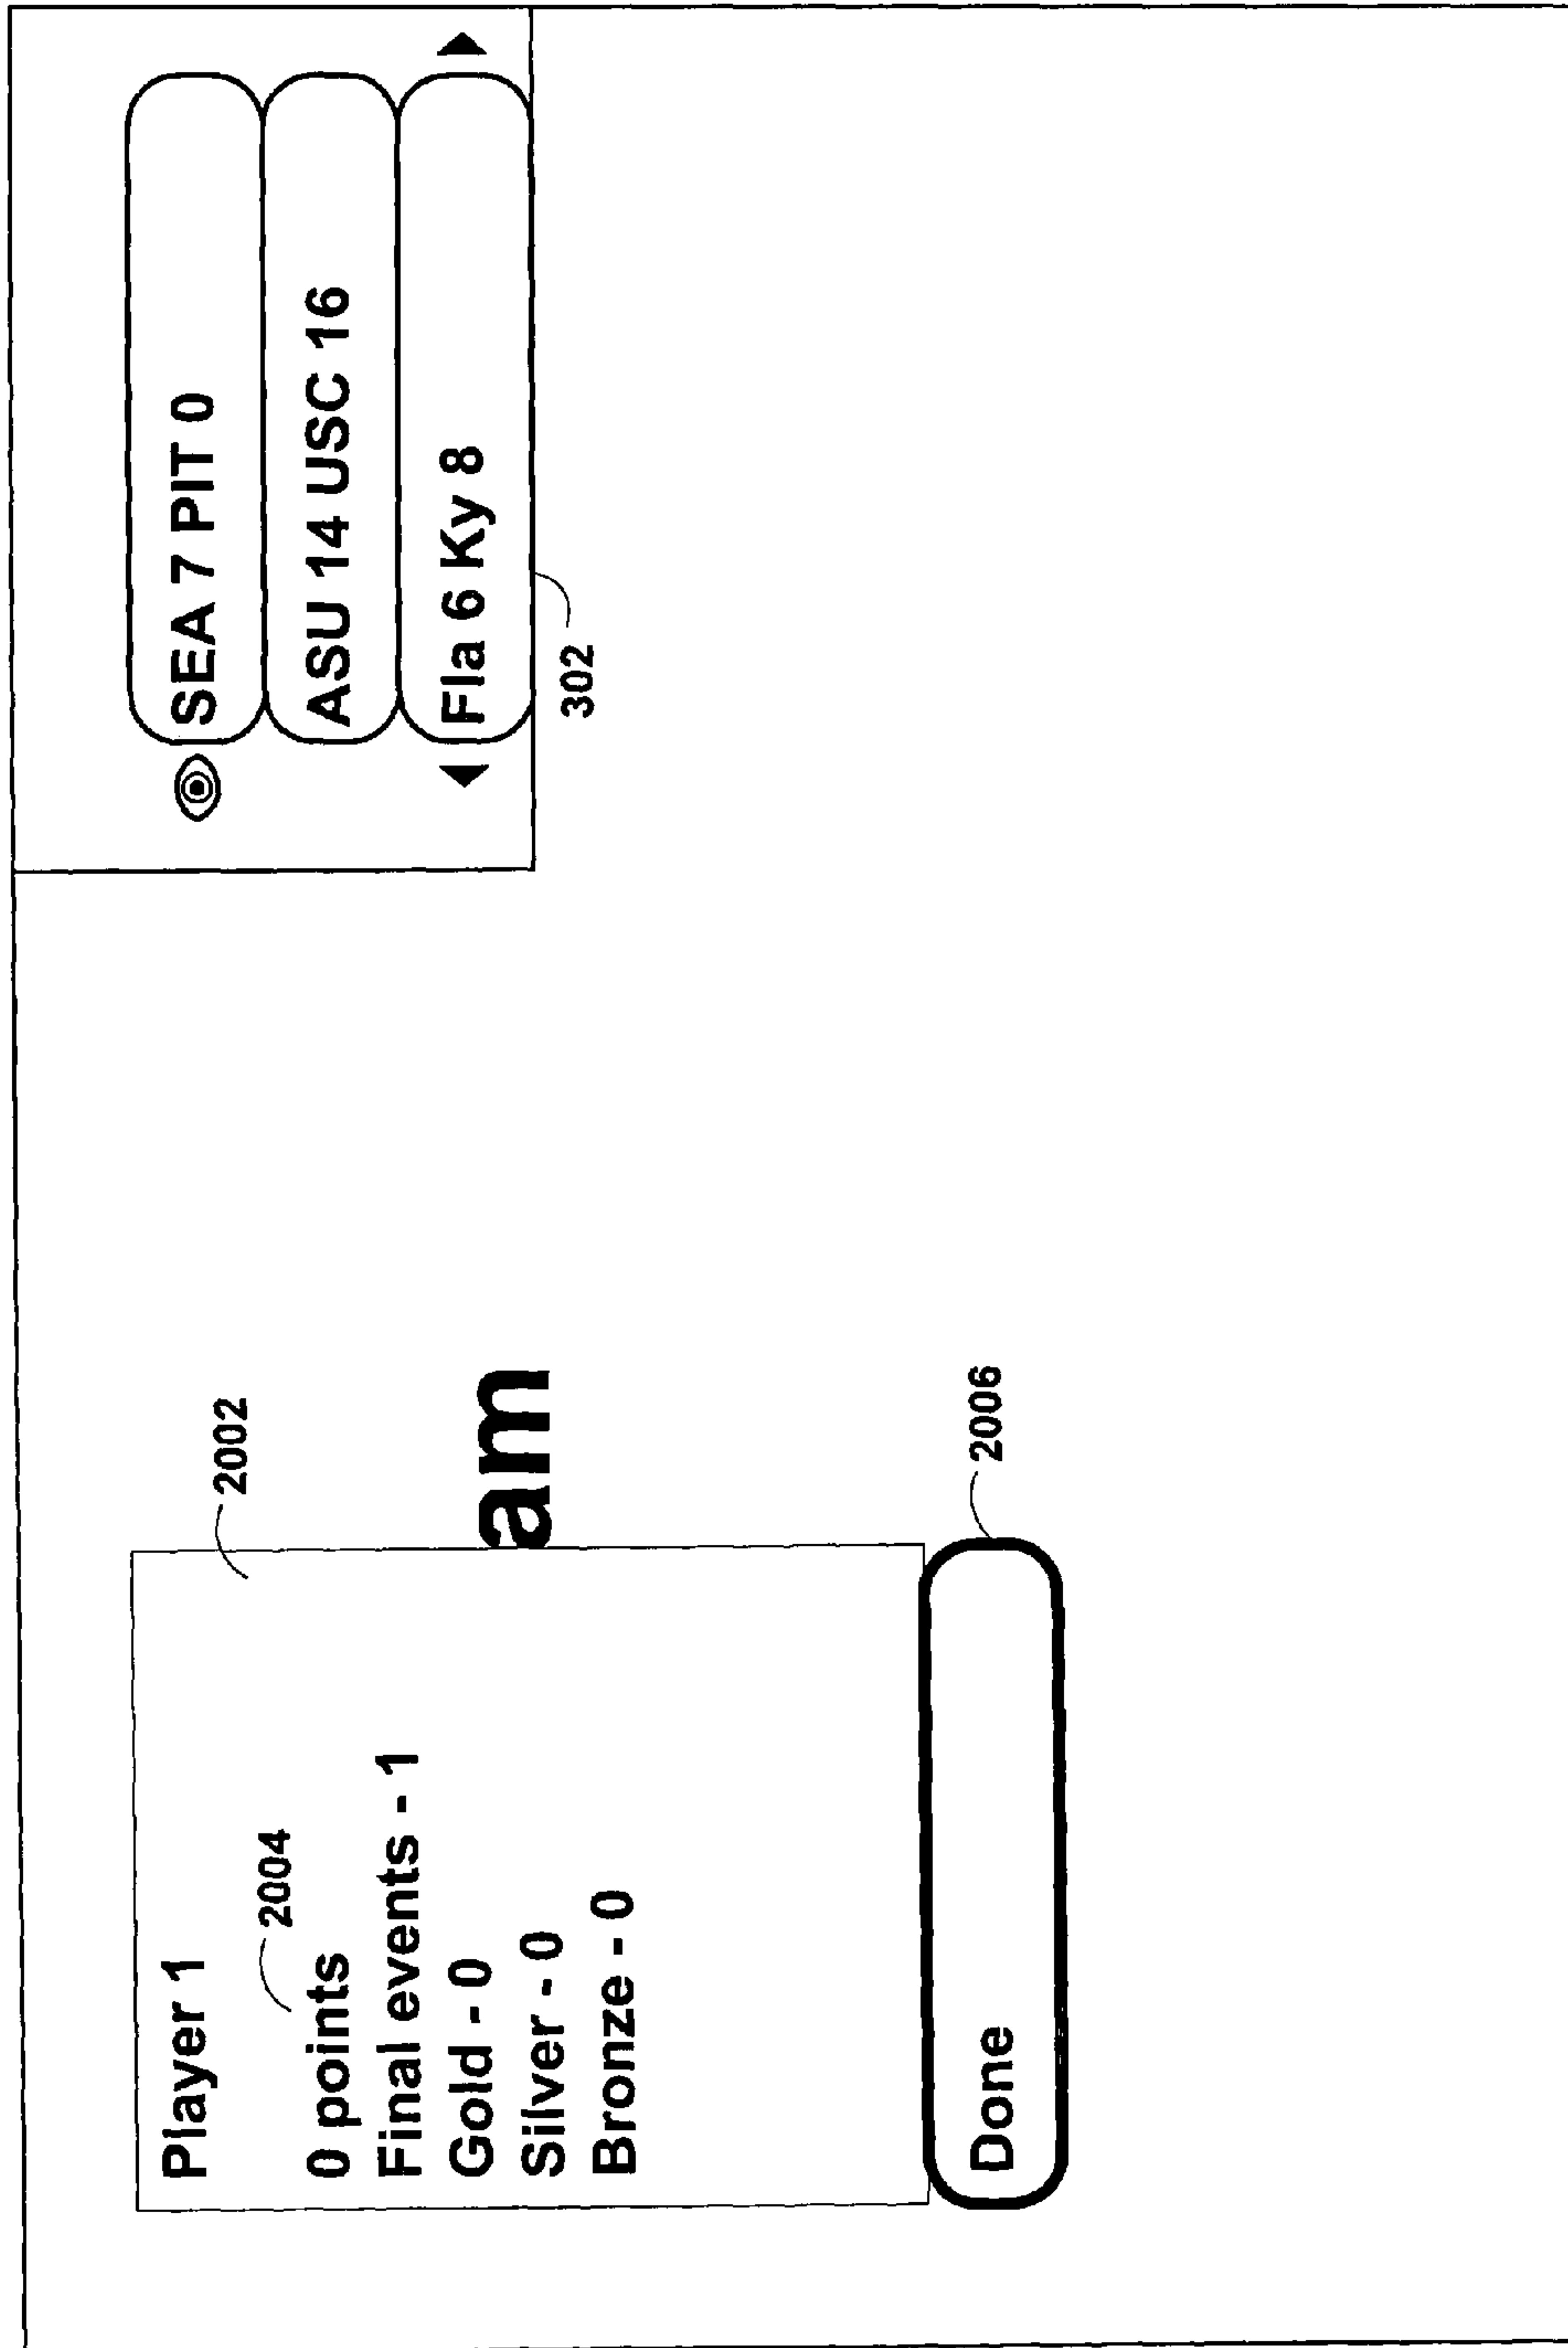 Player 1
2002
2004
0 points
Final events - 1
Gold - 0
Silver - 0
Bronze - 0
am
Done
2006
SEA 7 PIT 0
ASU 14 USC 16
Fla 6 Ky 8
302